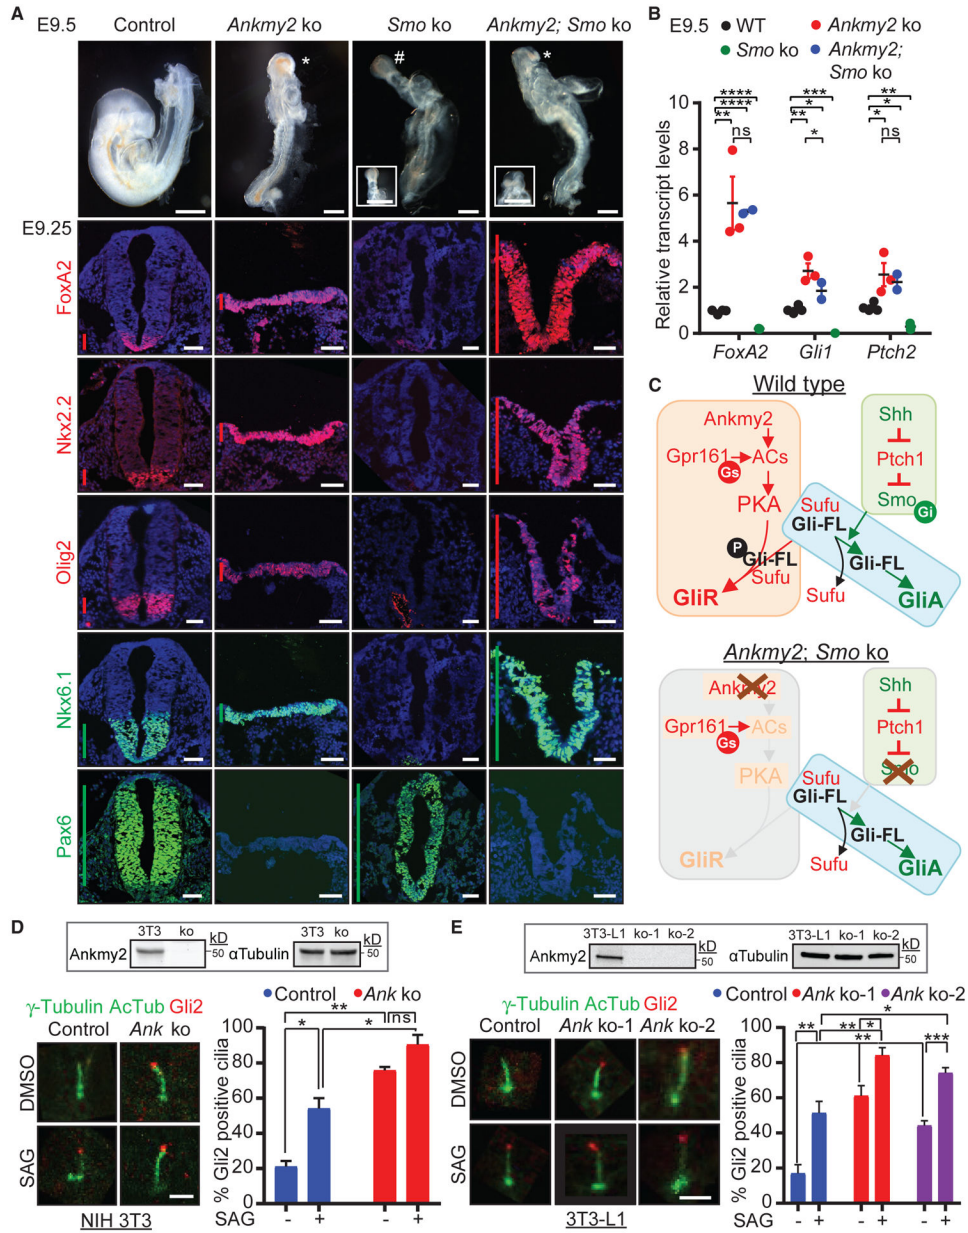 A E9.5 Control Ankmy2 ko Smo ko Ankmy2; Smo ko
* # *
E9.25
FoxA2
Nkx2.2
Olig2
Nkx6.1
Pax6
B E9.5 WT Ankmy2 ko
Smo ko Ankmy2;
Smo ko
**** *** **
**** * *
** ** *
ns * ns
Relative transcript levels
10
8
6
4
2
0
FoxA2 Gli1 Ptch2
C Wild type
Ankmy2
Gpr161 ACs
Gs
PKA
P
Gli-FL
Sufu
GliR
Shh
Ptch1
Smo
Gi
Sufu
Gli-FL
Gli-FL
Sufu
GliA
Ankmy2; Smo ko
Ankmy2
Gpr161 ACs
Gs
PKA
GliR
Shh
Ptch1
Smo
Sufu
Gli-FL
Gli-FL
Sufu
GliA
D
3T3 ko kD
Ankmy2 50
3T3 ko kD
αTubulin 50
γ-Tubulin AcTub Gli2
Control Ank ko
DMSO
SAG
NIH 3T3
Control Ank ko
** ns
* *
% Gli2 positive cilia
100
80
60
40
20
0
SAG - + - +
E
3T3-L1 ko-1 ko-2 kD
Ankmy2 50
3T3-L1 ko-1 ko-2 kD
αTubulin 50
γ-Tubulin AcTub Gli2
Control Ank ko-1 Ank ko-2
DMSO
SAG
3T3-L1
Control Ank ko-1 Ank ko-2
*
** ** * ** ***
% Gli2 positive cilia
100
80
60
40
20
0
SAG - + - + - +